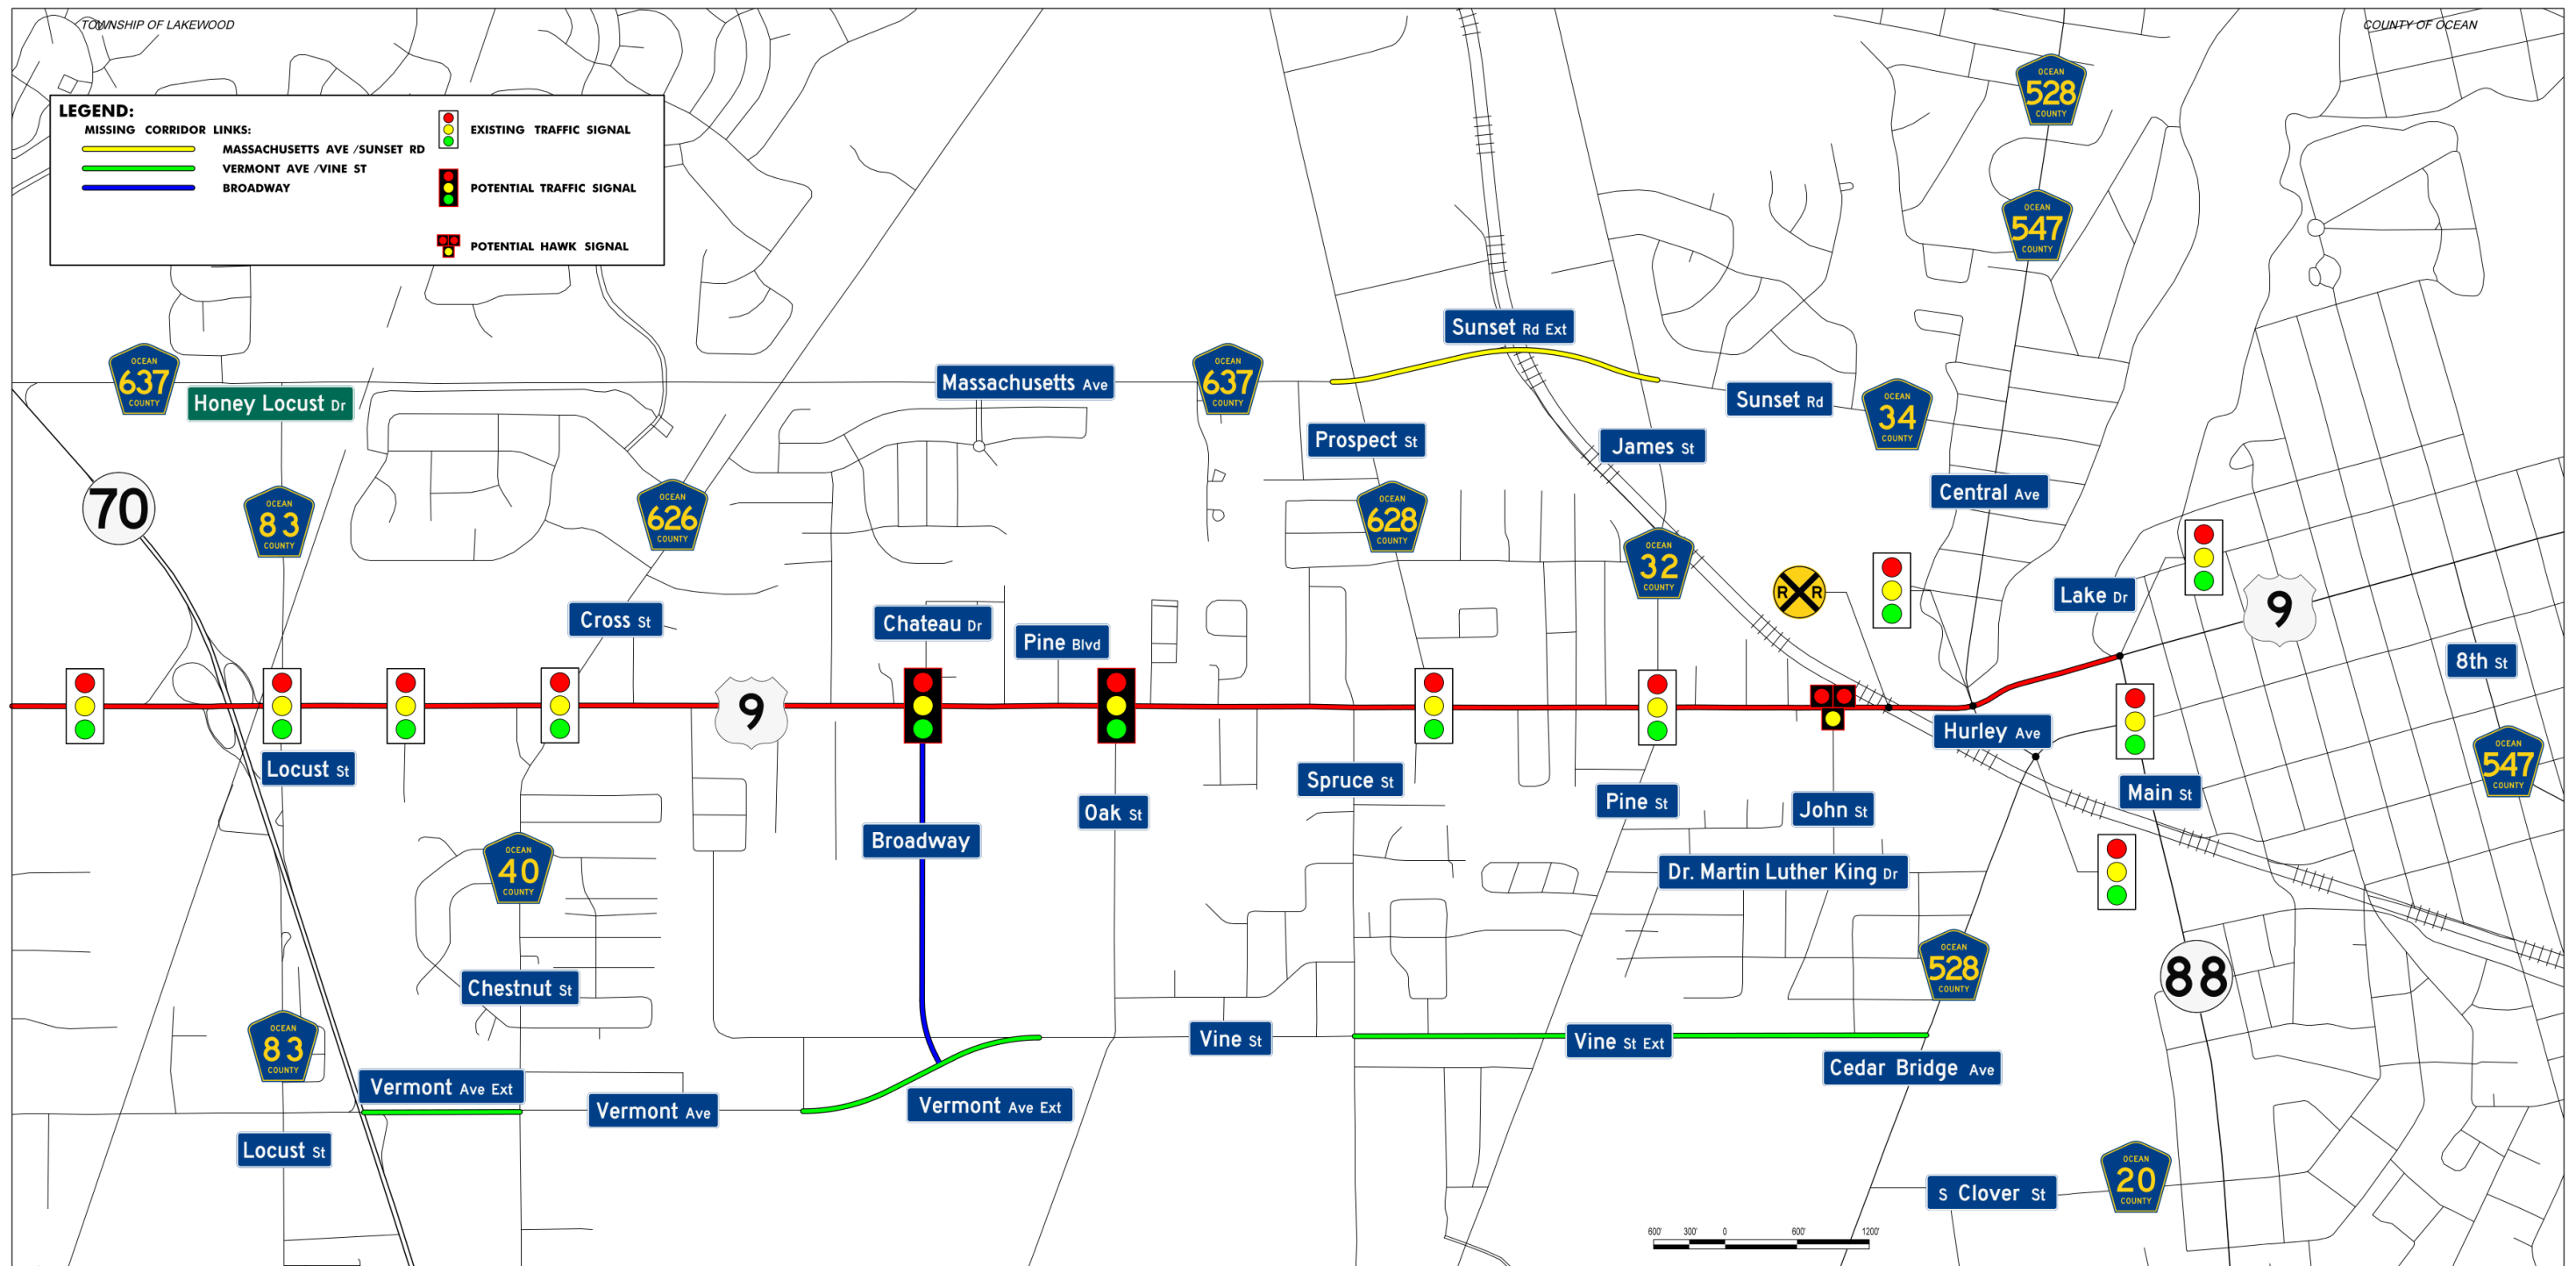 TOWNSHIP OF LAKEWOOD
COUNTY OF OCEAN
LEGEND:
MISSING CORRIDOR LINKS:
MASSACHUSETTS AVE /SUNSET RD
VERMONT AVE /VINE ST
BROADWAY
EXISTING TRAFFIC SIGNAL
POTENTIAL TRAFFIC SIGNAL
POTENTIAL HAWK SIGNAL
OCEAN
528
COUNTY
OCEAN
547
COUNTY
Sunset Rd Ext
OCEAN
637
COUNTY
Honey Locust Dr
Massachusetts Ave
OCEAN
637
COUNTY
Sunset Rd
OCEAN
34
COUNTY
Prospect St
James St
70
OCEAN
83
COUNTY
OCEAN
626
COUNTY
OCEAN
628
COUNTY
Central Ave
OCEAN
32
COUNTY
R R
Lake Dr
9
Cross St
Chateau Dr
Pine Blvd
8th St
9
Hurley Ave
Locust St
Spruce St
OCEAN
547
COUNTY
Main St
Oak St
Pine St
John St
Broadway
OCEAN
40
COUNTY
Dr. Martin Luther King Dr
OCEAN
528
COUNTY
88
Chestnut St
OCEAN
83
COUNTY
Vine St
Vine St Ext
Cedar Bridge Ave
Vermont Ave Ext
Vermont Ave
Vermont Ave Ext
Locust St
S Clover St
OCEAN
20
COUNTY
600' 300' 0 600' 1200'